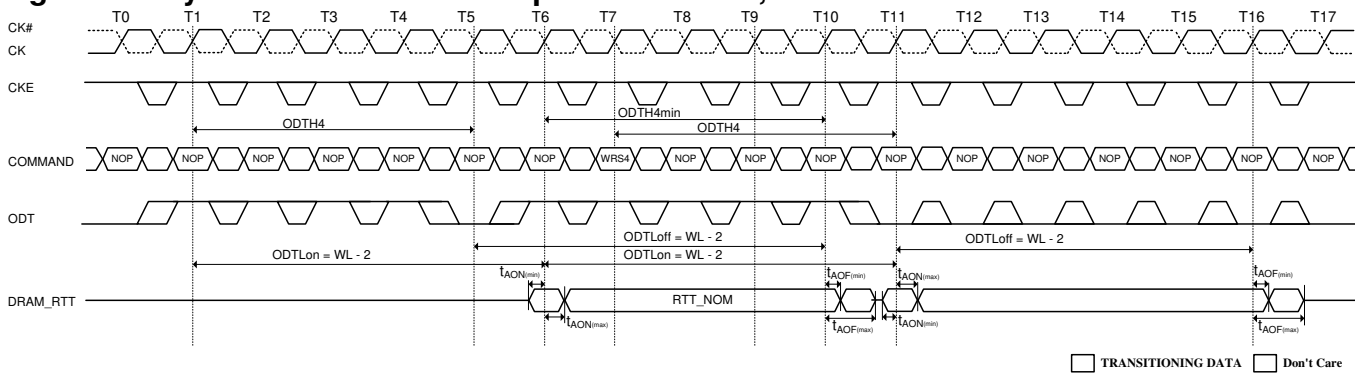 T0 T1 T2 T3 T4 T5 T6 T7 T8 T9 T10 T11 T12 T13 T14 T15 T16 T17
CK#
CK
CKE
ODTH4min
ODTH4 ODTH4
COMMAND NOP NOP NOP NOP NOP NOP NOP WRS4 NOP NOP NOP NOP NOP NOP NOP NOP NOP NOP
ODT
ODTLoff = WL - 2 ODTLoff = WL - 2
ODTLon = WL - 2 ODTLon = WL - 2
tAON(min) tAOF(min) tAON(max) tAOF(min)
DRAM_RTT RTT_NOM
tAON(max) tAOF(max) tAON(min) tAOF(max)
TRANSITIONING DATA Don't Care